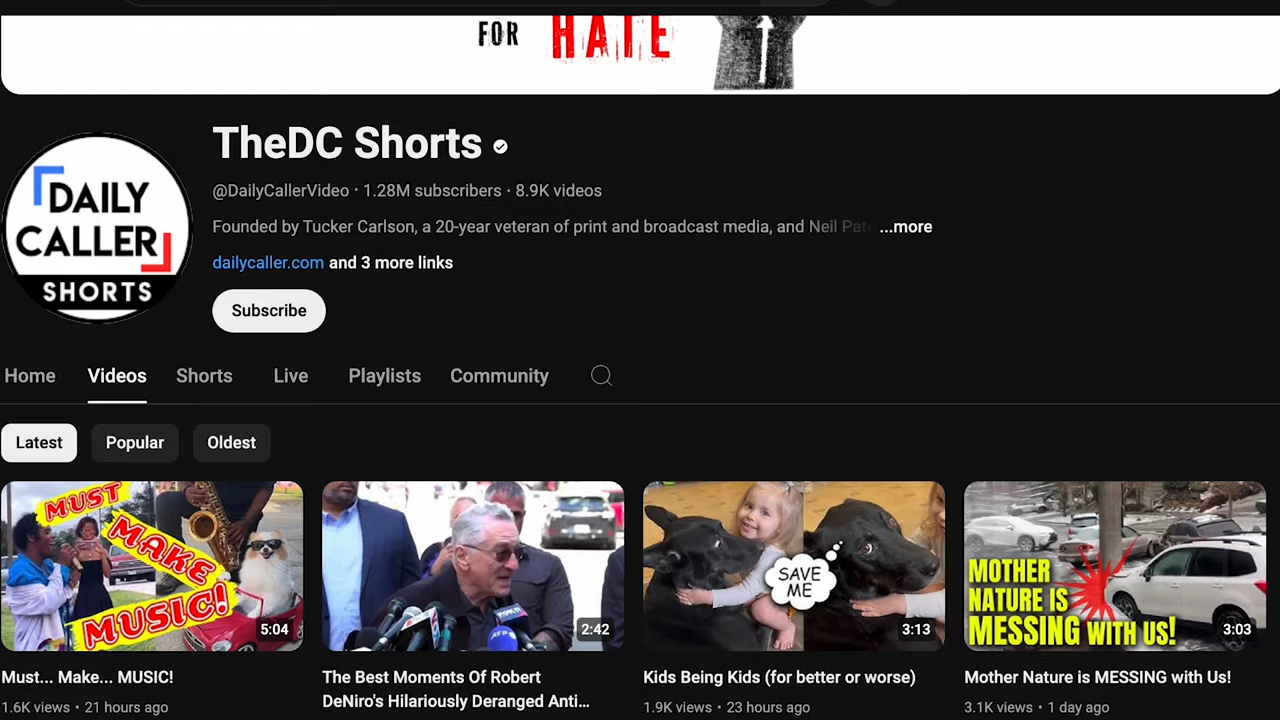 FOR HATE
TheDC Shorts
@DailyCallerVideo · 1.28M subscribers · 8.9K videos
Founded by Tucker Carlson, a 20-year veteran of print and broadcast media, and Neil ...more
dailycaller.com and 3 more links
DAILY
CALLER
SHORTS
Subscribe
Home Videos Shorts Live Playlists Community
Latest Popular Oldest
MUST
MAKE
MUSIC!
5:04
AFP
2:42
SAVE
ME
3:13
MOTHER
NATURE IS
MESSING WITH US!
3:03
Must... Make... MUSIC!
1.6K views · 21 hours ago
The Best Moments Of Robert
DeNiro's Hilariously Deranged Anti...
Kids Being Kids (for better or worse)
1.9K views · 23 hours ago
Mother Nature is MESSING with Us!
3.1K views · 1 day ago